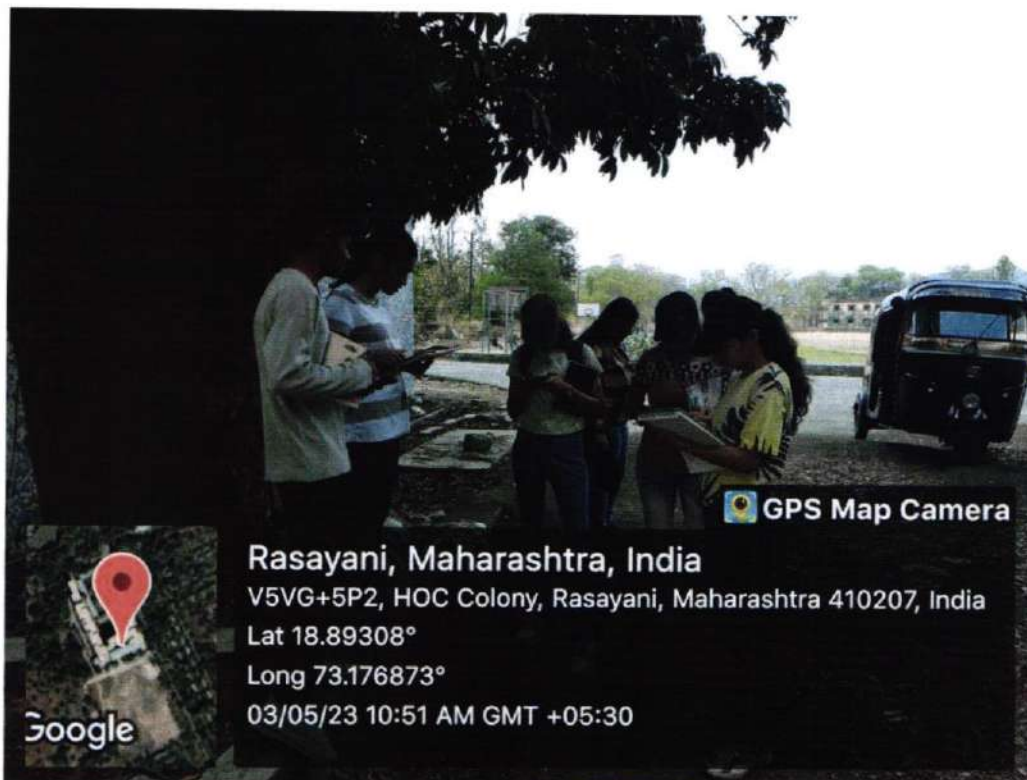 GPS Map Camera
Rasayani, Maharashtra, India
V5VG+5P2, HOC Colony, Rasayani, Maharashtra 410207, India
Lat 18.89308°
Long 73.176873°
03/05/23 10:51 AM GMT +05:30
Google